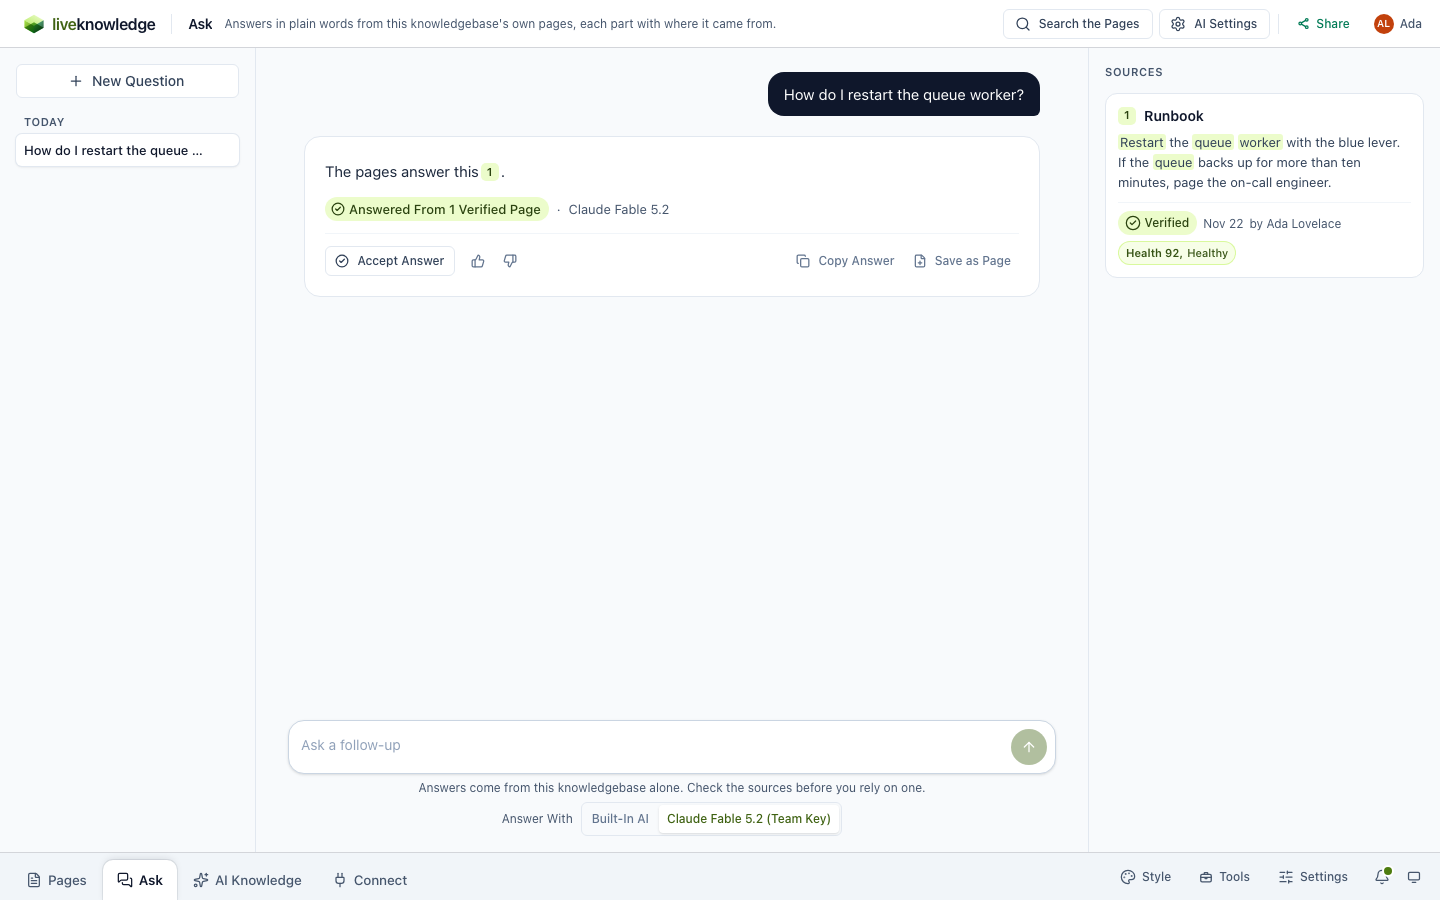 liveknowledge
Ask
Answers in plain words from this knowledgebase's own pages, each part with where it came from.
Search the Pages
AI Settings
Share
AL
Ada
New Question
TODAY
How do I restart the queue ...
How do I restart the queue worker?
The pages answer this 1 .
Answered From 1 Verified Page · Claude Fable 5.2
Accept Answer
Copy Answer
Save as Page
SOURCES
1 Runbook
Restart the queue worker with the blue lever.
If the queue backs up for more than ten
minutes, page the on-call engineer.
Verified Nov 22 by Ada Lovelace
Health 92, Healthy
Ask a follow-up
Answers come from this knowledgebase alone. Check the sources before you rely on one.
Answer With Built-In AI Claude Fable 5.2 (Team Key)
Pages
Ask
AI Knowledge
Connect
Style
Tools
Settings